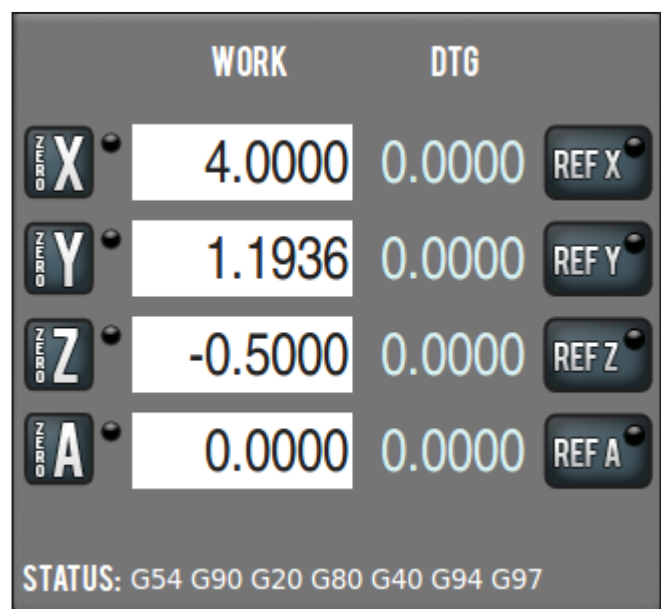 WORK DTG
ZERO X 4.0000 0.0000 REF X
ZERO Y 1.1936 0.0000 REF Y
ZERO Z -0.5000 0.0000 REF Z
ZERO A 0.0000 0.0000 REF A
STATUS: G54 G90 G20 G80 G40 G94 G97